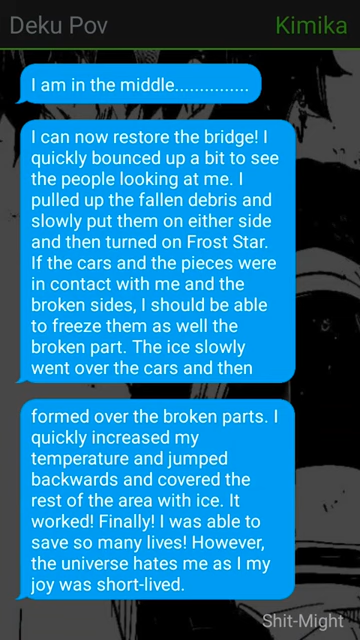 Deku Pov
Kimika
I am in the middle...............
I can now restore the bridge! I
quickly bounced up a bit to see
the people looking at me. I
pulled up the fallen debris and
slowly put them on either side
and then turned on Frost Star.
If the cars and the pieces were
in contact with me and the
broken sides, I should be able
to freeze them as well the
broken part. The ice slowly
went over the cars and then
formed over the broken parts. I
quickly increased my
temperature and jumped
backwards and covered the
rest of the area with ice. It
worked! Finally! I was able to
save so many lives! However,
the universe hates me as I my
joy was short-lived.
Shit-Might